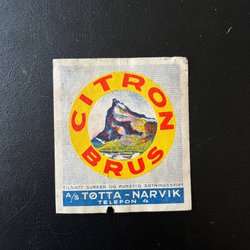 CITRON
BRUS
TILSATT SUKKER OG KUNSTIG SØTNINGSSTOFF
A/S TØTTA - NARVIK
TELEFON 4